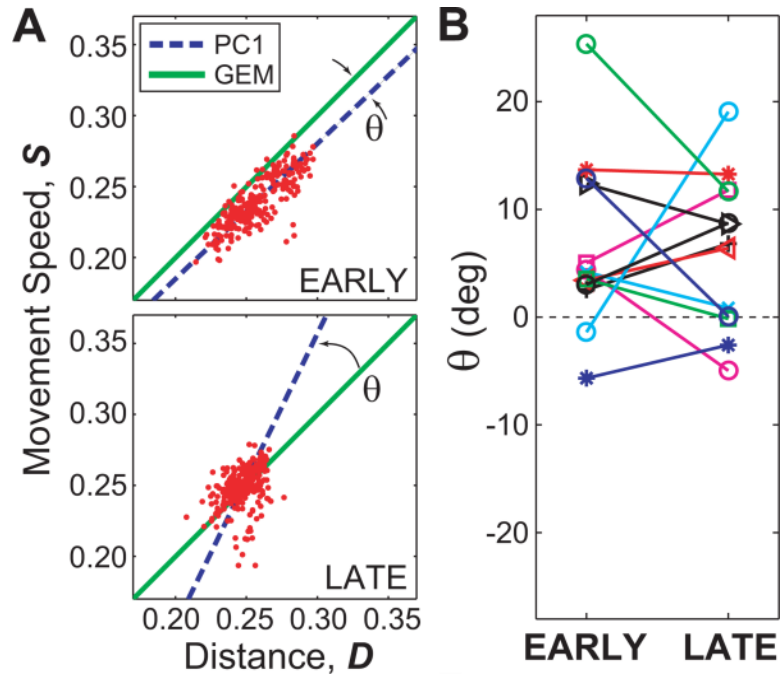 A
PC1
GEM
θ
EARLY
0.35
0.30
0.25
0.20
Movement Speed, S
θ
LATE
0.35
0.30
0.25
0.20
0.20 0.25 0.30 0.35
Distance, D
B
θ (deg)
20
10
0
-10
-20
EARLY LATE